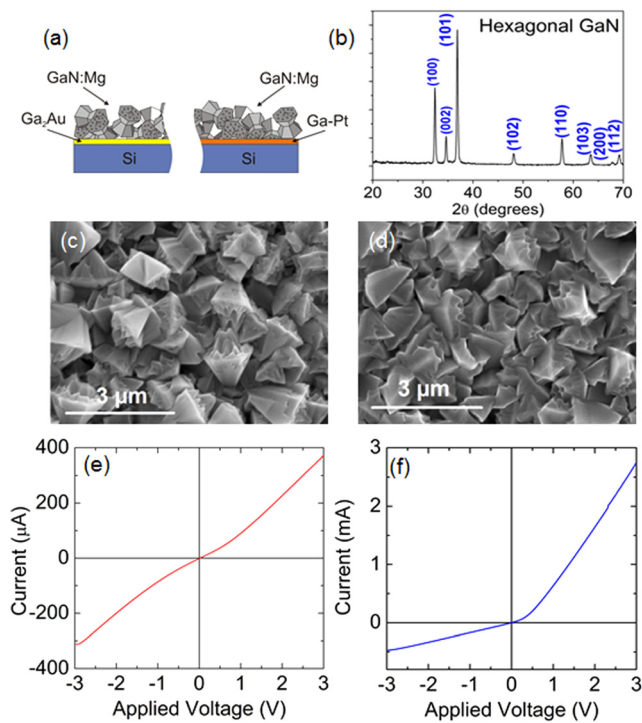 (a)
GaN:Mg GaN:Mg
Ga₂Au Ga-Pt
Si Si
(b)
Hexagonal GaN
(100)
(002)
(101)
(102)
(110)
(103)
(200)
(112)
20 30 40 50 60 70
2θ (degrees)
(c)
3 µm
(d)
3 µm
(e)
Current (µA)
400
200
0
-200
-400
-3 -2 -1 0 1 2 3
Applied Voltage (V)
(f)
Current (mA)
3
2
1
0
-3 -2 -1 0 1 2 3
Applied Voltage (V)